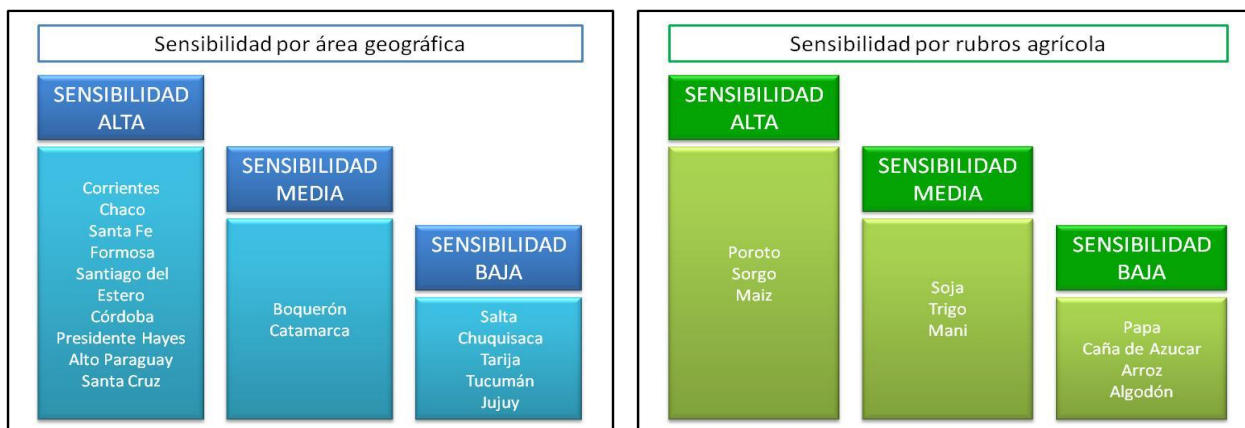 Sensibilidad por área geográfica
SENSIBILIDAD
ALTA
Corrientes
Chaco
Santa Fe
Formosa
Santiago del
Estero
Córdoba
Presidente Hayes
Alto Paraguay
Santa Cruz
SENSIBILIDAD
MEDIA
Boquerón
Catamarca
SENSIBILIDAD
BAJA
Salta
Chuquisaca
Tarija
Tucumán
Jujuy
Sensibilidad por rubros agrícola
SENSIBILIDAD
ALTA
Poroto
Sorgo
Maiz
SENSIBILIDAD
MEDIA
Soja
Trigo
Mani
SENSIBILIDAD
BAJA
Papa
Caña de Azucar
Arroz
Algodón